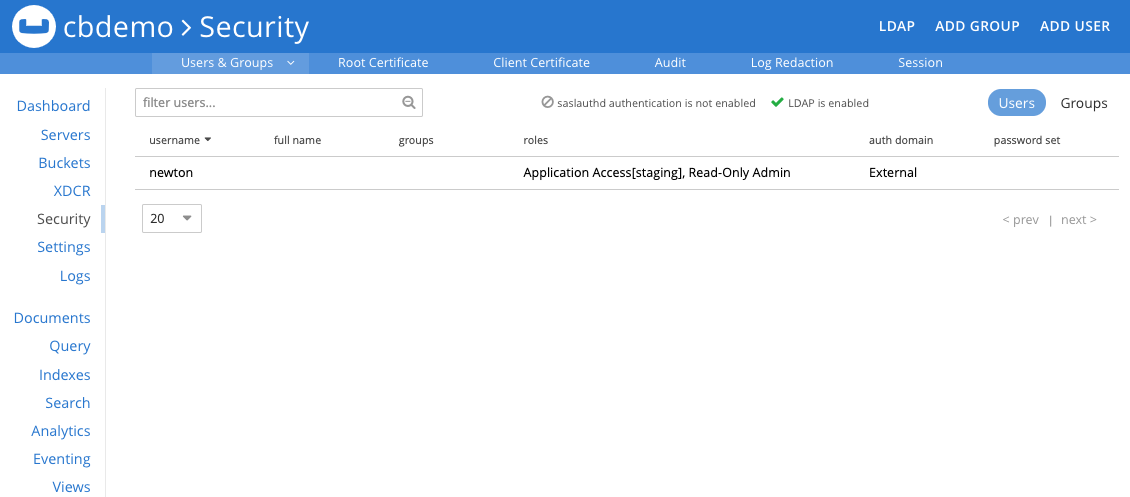 cbdemo > Security
LDAP ADD GROUP ADD USER
Users & Groups Root Certificate Client Certificate Audit Log Redaction Session
Dashboard
Servers
Buckets
XDCR
Security
Settings
Logs
Documents
Query
Indexes
Search
Analytics
Eventing
Views
filter users...
saslauthd authentication is not enabled LDAP is enabled
Users Groups
username full name groups roles auth domain password set
newton Application Access[staging], Read-Only Admin External
20
< prev | next >